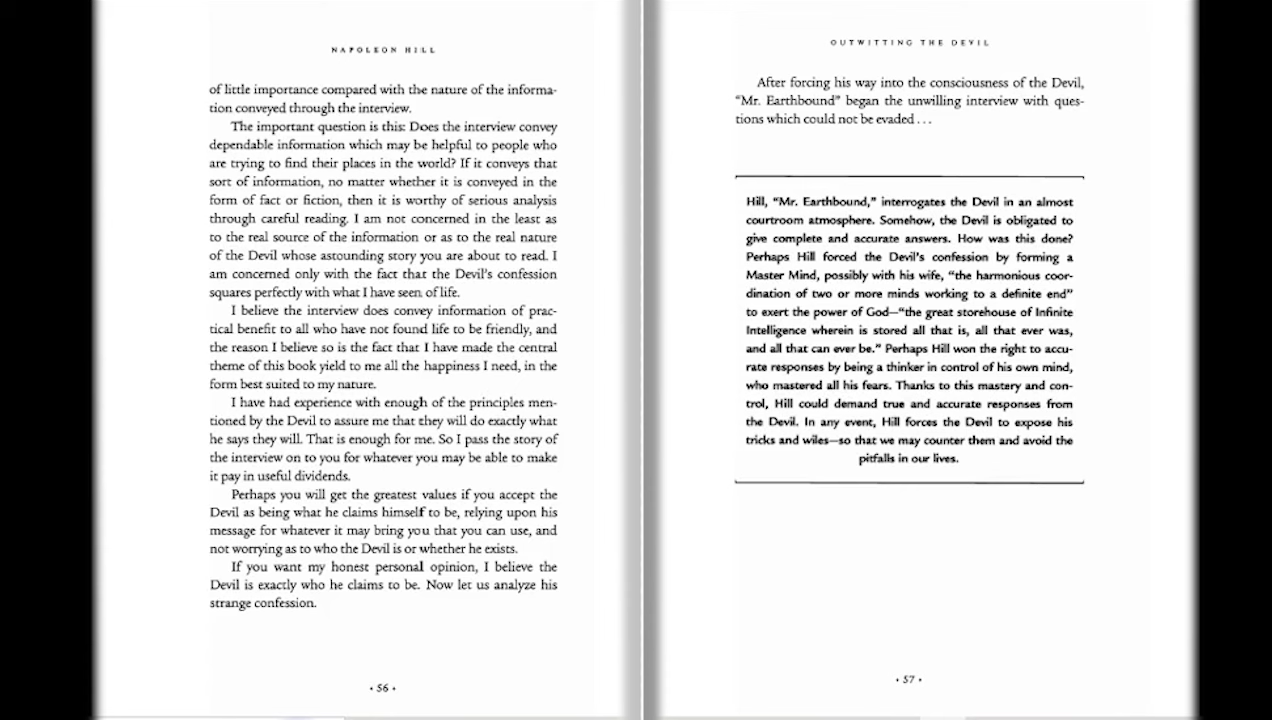 NAPOLEON HILL
of little importance compared with the nature of the informa-
tion conveyed through the interview.
The important question is this: Does the interview convey
dependable information which may be helpful to people who
are trying to find their places in the world? If it conveys that
sort of information, no matter whether it is conveyed in the
form of fact or fiction, then it is worthy of serious analysis
through careful reading. I am not concerned in the least as
to the real source of the information or as to the real nature
of the Devil whose astounding story you are about to read. I
am concerned only with the fact that the Devil's confession
squares perfectly with what I have seen of life.
I believe the interview does convey information of prac-
tical benefit to all who have not found life to be friendly, and
the reason I believe so is the fact that I have made the central
theme of this book yield to me all the happiness I need, in the
form best suited to my nature.
I have had experience with enough of the principles men-
tioned by the Devil to assure me that they will do exactly what
he says they will. That is enough for me. So I pass the story of
the interview on to you for whatever you may be able to make
it pay in useful dividends.
Perhaps you will get the greatest values if you accept the
Devil as being what he claims himself to be, relying upon his
message for whatever it may bring you that you can use, and
not worrying as to who the Devil is or whether he exists.
If you want my honest personal opinion, I believe the
Devil is exactly who he claims to be. Now let us analyze his
strange confession.
• 56 •
OUTWITTING THE DEVIL
After forcing his way into the consciousness of the Devil,
“Mr. Earthbound” began the unwilling interview with ques-
tions which could not be evaded . . .
Hill, “Mr. Earthbound,” interrogates the Devil in an almost
courtroom atmosphere. Somehow, the Devil is obligated to
give complete and accurate answers. How was this done?
Perhaps Hill forced the Devil's confession by forming a
Master Mind, possibly with his wife, “the harmonious coor-
dination of two or more minds working to a definite end”
to exert the power of God—“the great storehouse of Infinite
Intelligence wherein is stored all that is, all that ever was,
and all that can ever be.” Perhaps Hill won the right to accu-
rate responses by being a thinker in control of his own mind,
who mastered all his fears. Thanks to this mastery and con-
trol, Hill could demand true and accurate responses from
the Devil. In any event, Hill forces the Devil to expose his
tricks and wiles—so that we may counter them and avoid the
pitfalls in our lives.
• 57 •